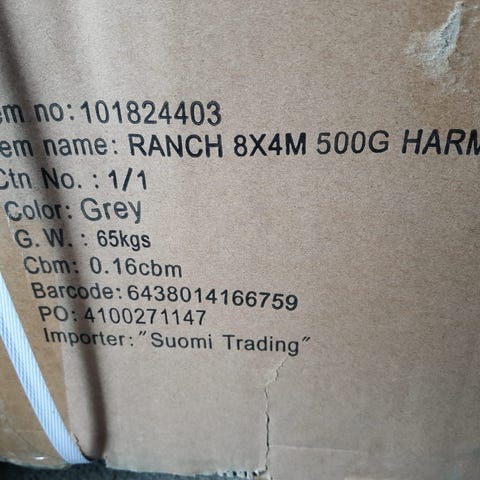 em no: 101824403
em name: RANCH 8X4M 500G HARM
Ctn No. : 1/1
Color: Grey
G. W. : 65kgs
Cbm: 0.16cbm
Barcode: 6438014166759
PO: 4100271147
Importer: "Suomi Trading"